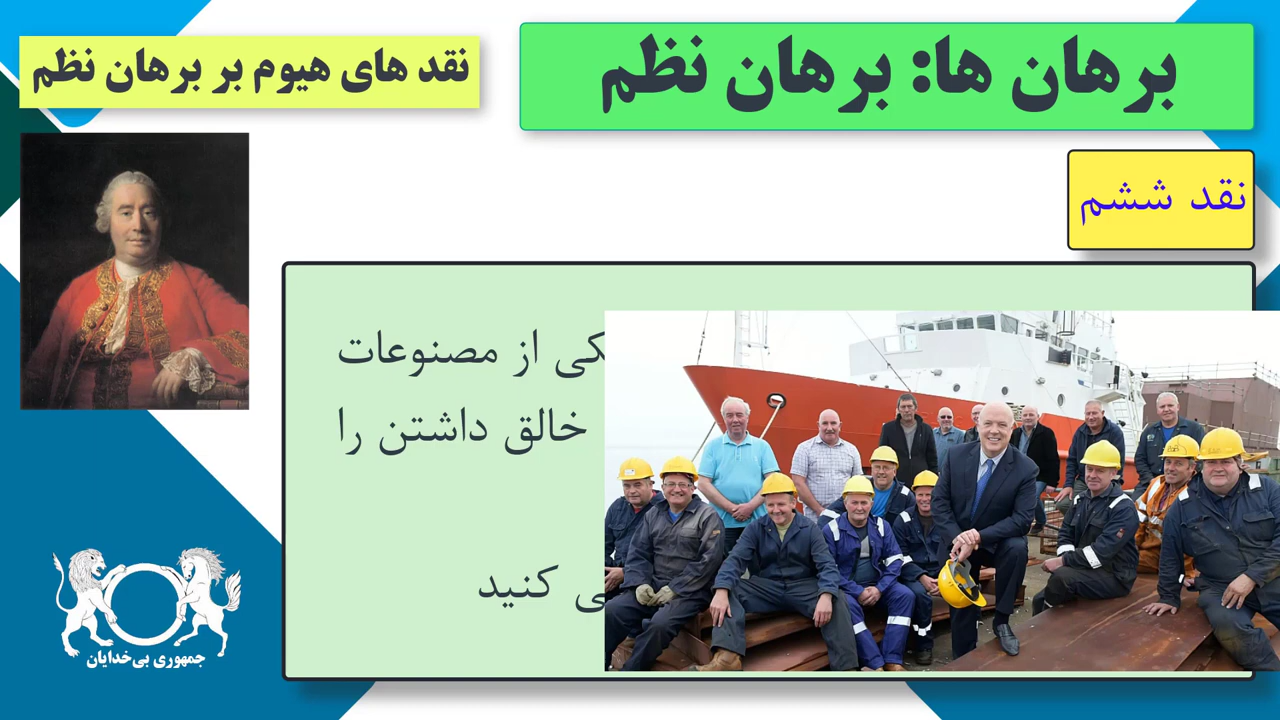 برهان ها: برهان نظم
نقد های هیوم بر برهان نظم
نقد ششم
از مصنوعات
خالق داشتن را
کنید
جمهوری بی‌خدایان